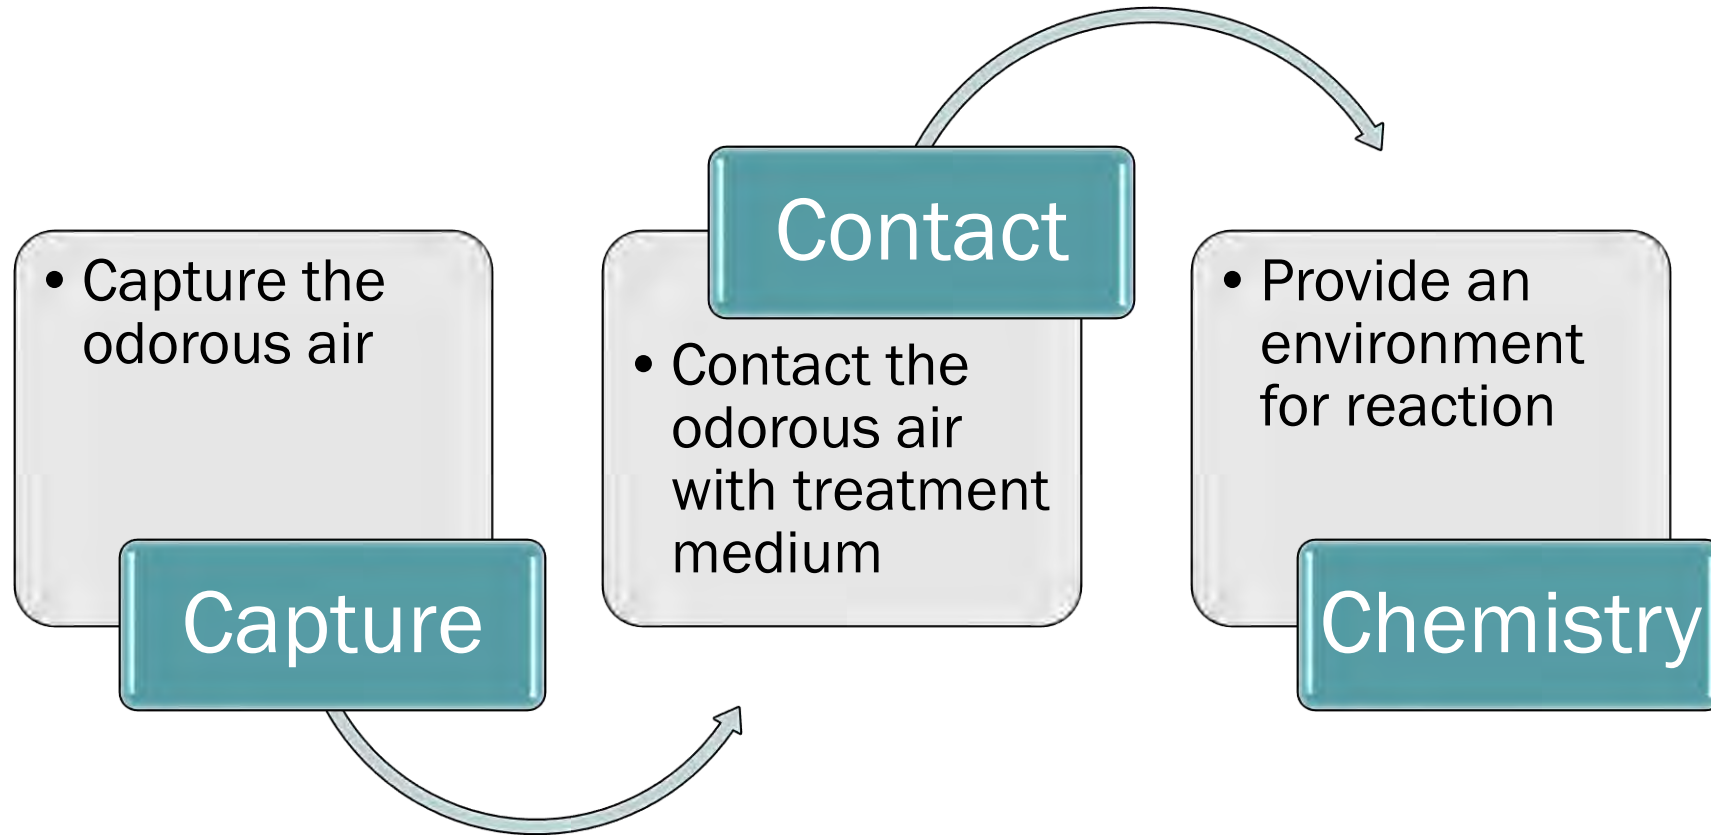 • Capture the
odorous air
Capture
Contact
• Contact the
odorous air
with treatment
medium
• Provide an
environment
for reaction
Chemistry